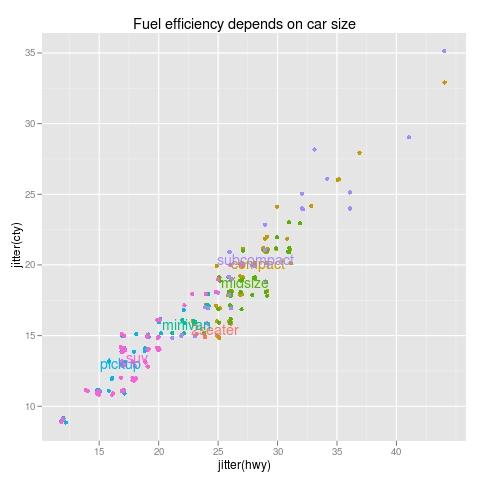 Fuel efficiency depends on car size
jitter(cty)
35
30
25
20
15
10
subcompact
compact
midsize
minivan
2seater
suv
pickup
15
20
25
30
35
40
jitter(hwy)